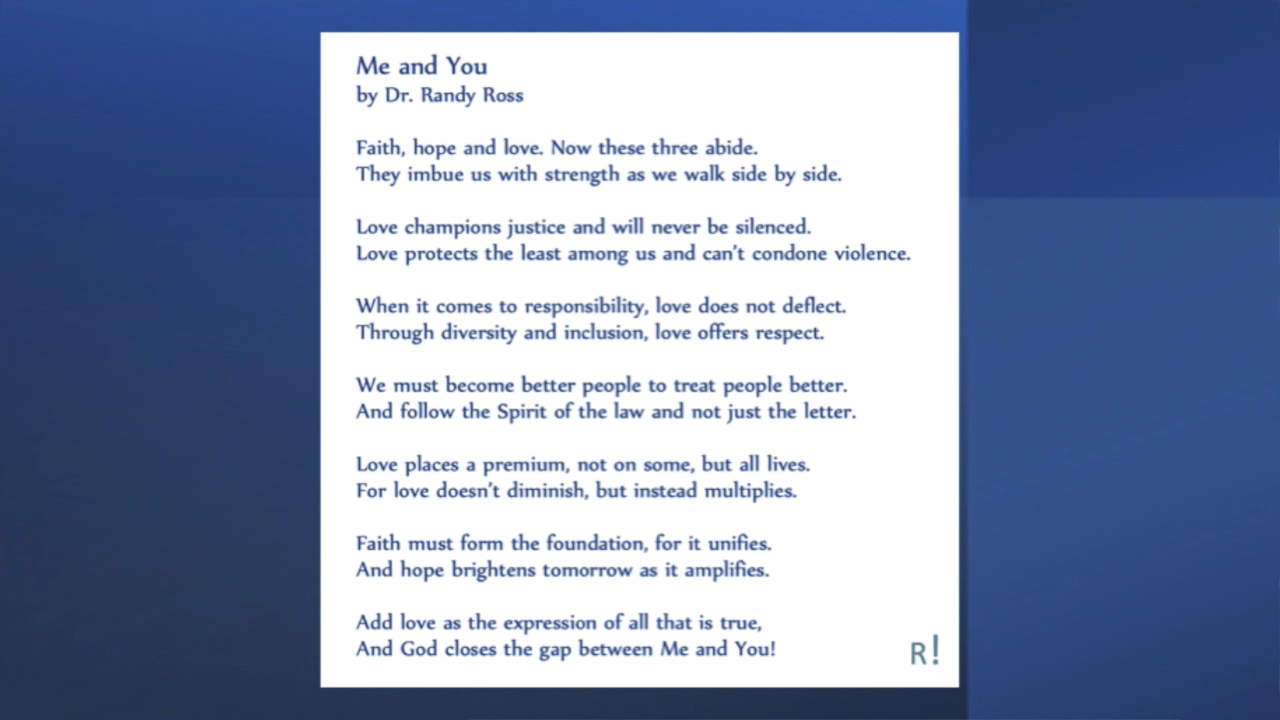 Me and You
by Dr. Randy Ross
Faith, hope and love. Now these three abide.
They imbue us with strength as we walk side by side.
Love champions justice and will never be silenced.
Love protects the least among us and can't condone violence.
When it comes to responsibility, love does not deflect.
Through diversity and inclusion, love offers respect.
We must become better people to treat people better.
And follow the Spirit of the law and not just the letter.
Love places a premium, not on some, but all lives.
For love doesn't diminish, but instead multiplies.
Faith must form the foundation, for it unifies.
And hope brightens tomorrow as it amplifies.
Add love as the expression of all that is true,
And God closes the gap between Me and You!
R!